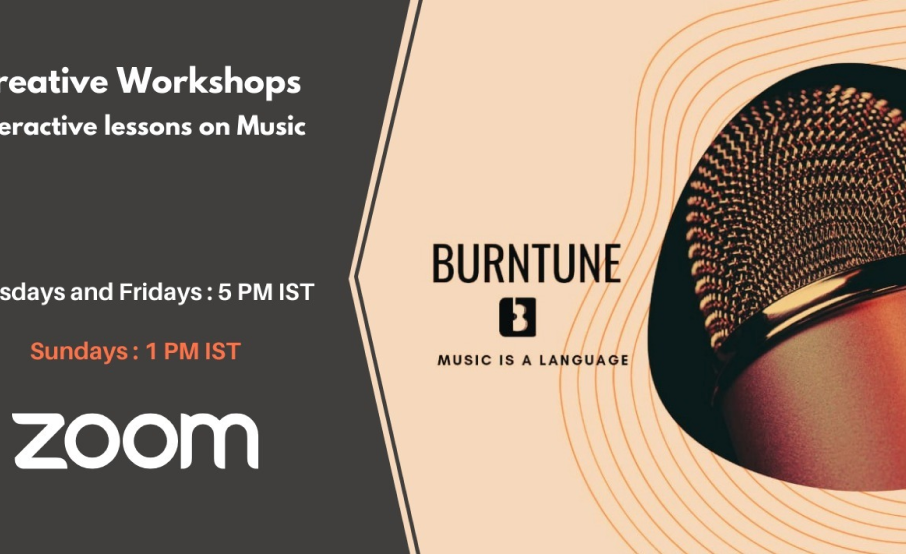 reative Workshops
eractive lessons on Music
sdays and Fridays : 5 PM IST
Sundays : 1 PM IST
zoom
BURNTUNE
MUSIC IS A LANGUAGE